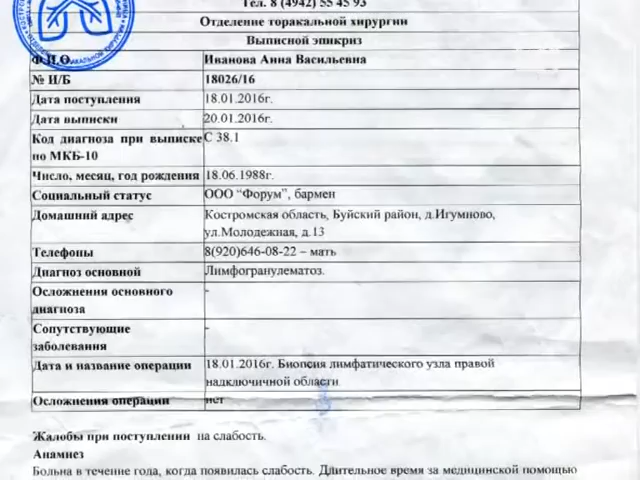 Тел. 8 (4942) 55 45 93
Отделение торакальной хирургии
Выписной эпикриз
Ф.И.О. Иванова Анна Васильевна
№ И/Б 18026/16
Дата поступления 18.01.2016г.
Дата выписки 20.01.2016г.
Код диагноза при выписке С 38.1
по МКБ-10
Число, месяц, год рождения 18.06.1988г.
Социальный статус ООО “Форум”, бармен
Домашний адрес Костромская область, Буйский район, д.Игумново,
ул.Молодежная, д.13
Телефоны 8(920)646-08-22 – мать
Диагноз основной Лимфогранулематоз.
Осложнения основного -
диагноза
Сопутствующие -
заболевания
Дата и название операции 18.01.2016г. Биопсия лимфатического узла правой
надключичной области
Осложнения операции нет
Жалобы при поступлении на слабость.
Анамнез
Больна в течение года, когда появилась слабость. Длительное время за медицинской помощью